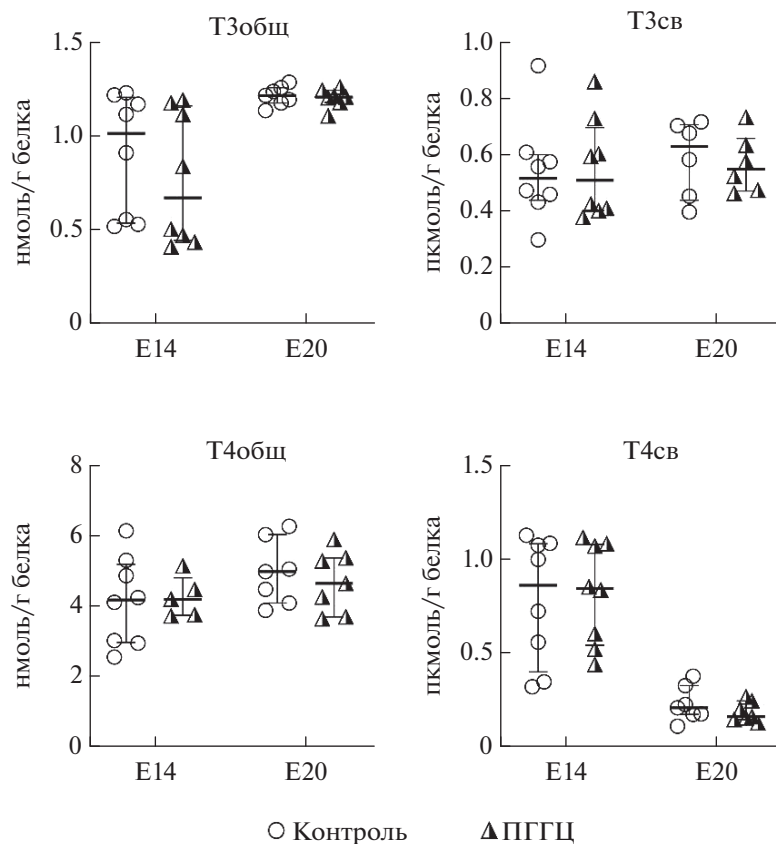 Т3общ
1.5
1.0
0.5
0
нмоль/г белка
E14
E20
Т3св
1.0
0.8
0.6
0.4
0.2
0
пкмоль/г белка
E14
E20
Т4общ
8
6
4
2
0
нмоль/г белка
E14
E20
Т4св
1.5
1.0
0.5
0
пкмоль/г белка
E14
E20
Контроль
ПГГЦ